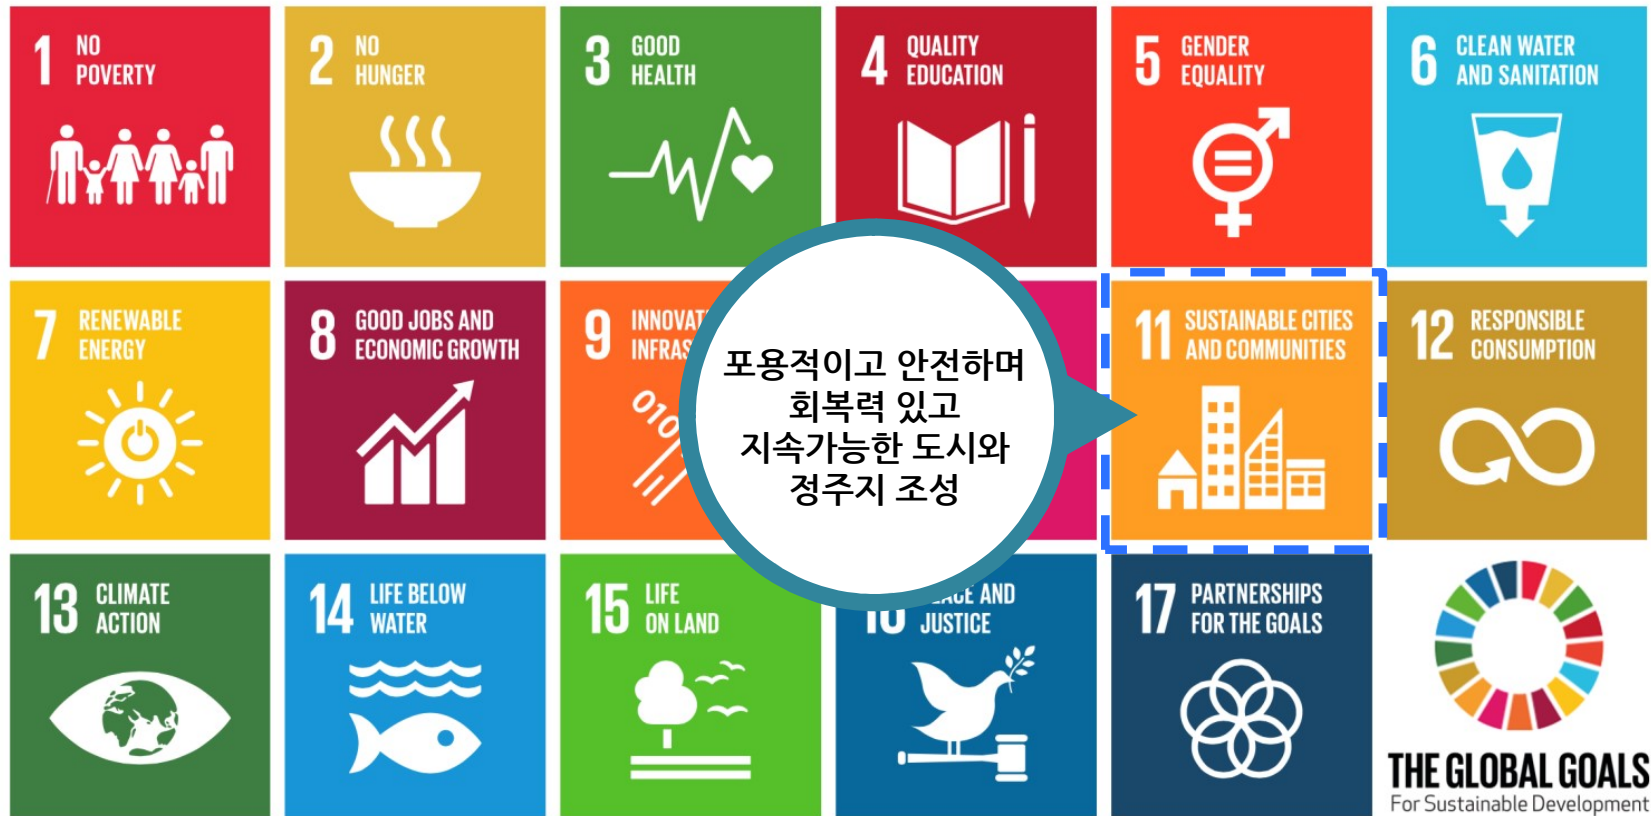 1 NO
POVERTY
2 NO
HUNGER
3 GOOD
HEALTH
4 QUALITY
EDUCATION
5 GENDER
EQUALITY
6 CLEAN WATER
AND SANITATION
7 RENEWABLE
ENERGY
8 GOOD JOBS AND
ECONOMIC GROWTH
9
010
포용적이고 안전하며
회복력 있고
지속가능한 도시와
정주지 조성
11 SUSTAINABLE CITIES
AND COMMUNITIES
12 RESPONSIBLE
CONSUMPTION
13 CLIMATE
ACTION
14 LIFE BELOW
WATER
15 LIFE
ON LAND
16 PEACE AND
JUSTICE
17 PARTNERSHIPS
FOR THE GOALS
THE GLOBAL GOALS
For Sustainable Development